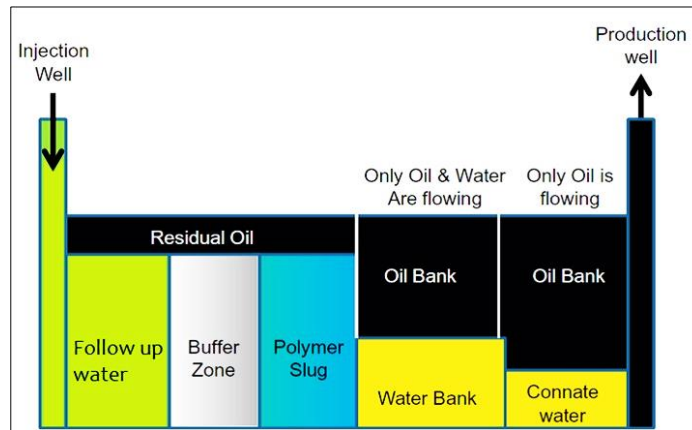 Injection
Well
Production
well
Only Oil & Water
Are flowing
Only Oil is
flowing
Residual Oil
Oil Bank
Oil Bank
Follow up
water
Buffer
Zone
Polymer
Slug
Water Bank
Connate
water